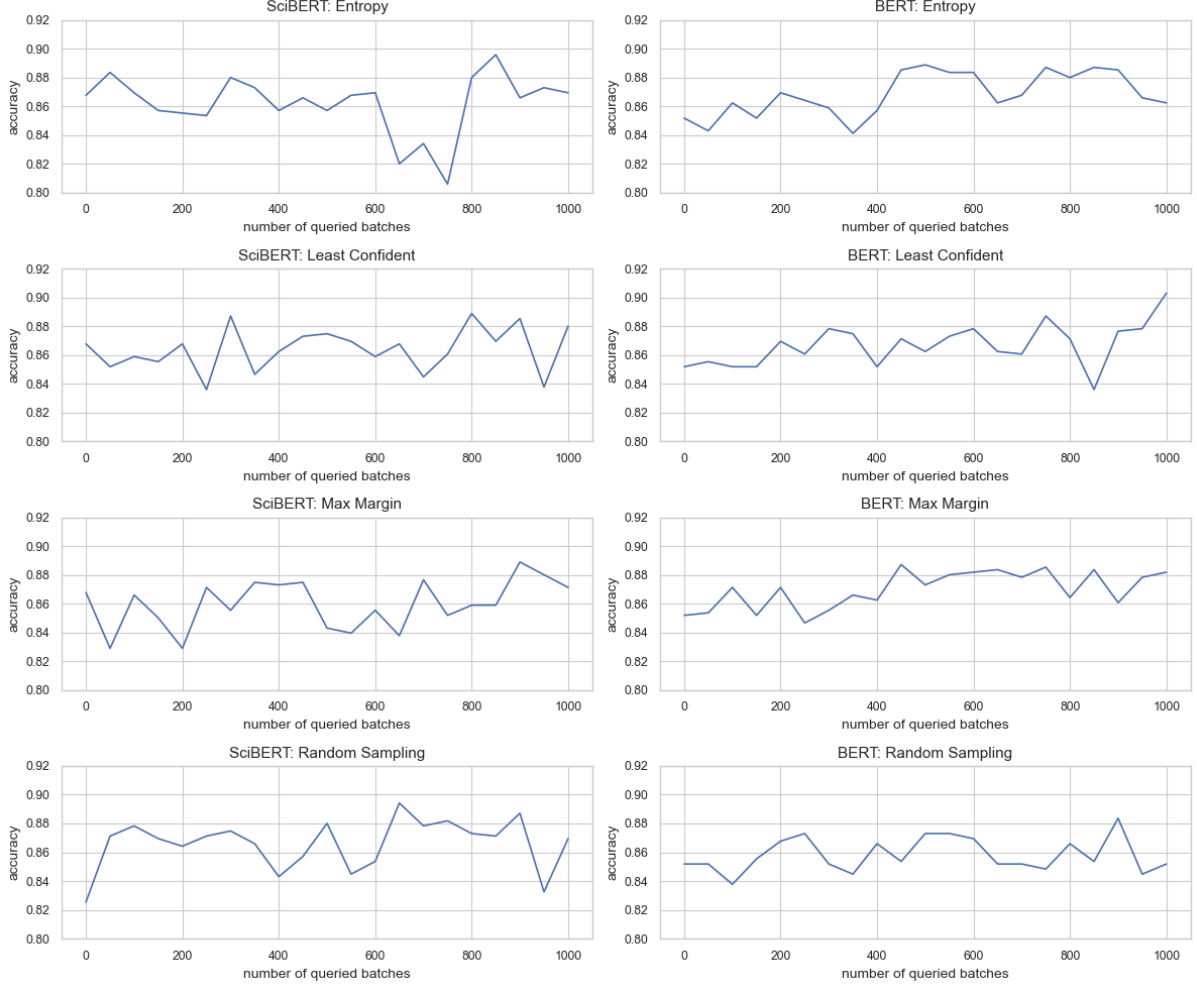 SciBERT: Entropy
0.92
0.90
0.88
0.86
0.84
0.82
0.80
accuracy
0 200 400 600 800 1000
number of queried batches
BERT: Entropy
0.92
0.90
0.88
0.86
0.84
0.82
0.80
accuracy
0 200 400 600 800 1000
number of queried batches
SciBERT: Least Confident
0.92
0.90
0.88
0.86
0.84
0.82
0.80
accuracy
0 200 400 600 800 1000
number of queried batches
BERT: Least Confident
0.92
0.90
0.88
0.86
0.84
0.82
0.80
accuracy
0 200 400 600 800 1000
number of queried batches
SciBERT: Max Margin
0.92
0.90
0.88
0.86
0.84
0.82
0.80
accuracy
0 200 400 600 800 1000
number of queried batches
BERT: Max Margin
0.92
0.90
0.88
0.86
0.84
0.82
0.80
accuracy
0 200 400 600 800 1000
number of queried batches
SciBERT: Random Sampling
0.92
0.90
0.88
0.86
0.84
0.82
0.80
accuracy
0 200 400 600 800 1000
number of queried batches
BERT: Random Sampling
0.92
0.90
0.88
0.86
0.84
0.82
0.80
accuracy
0 200 400 600 800 1000
number of queried batches